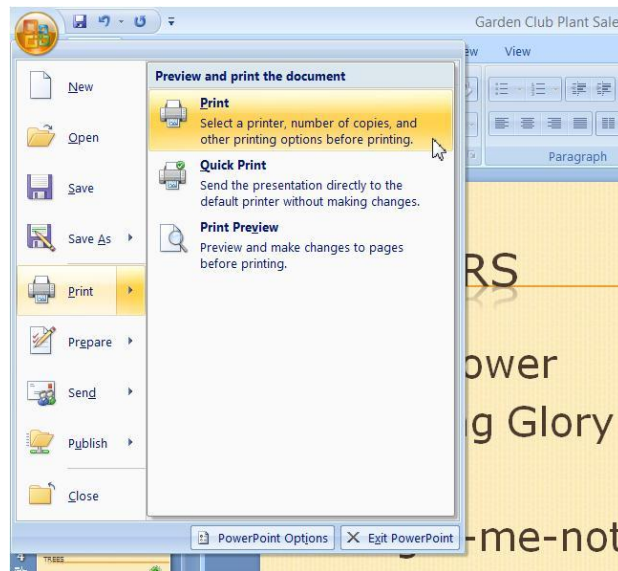 Garden Club Plant Sale
View
New
Open
Save
Save As
Print
Prepare
Send
Publish
Close
Preview and print the document
Print
Select a printer, number of copies, and
other printing options before printing.
Quick Print
Send the presentation directly to the
default printer without making changes.
Print Preview
Preview and make changes to pages
before printing.
PowerPoint Options
Exit PowerPoint
Paragraph
RS
ower
g Glory
-me-not
4
TREES